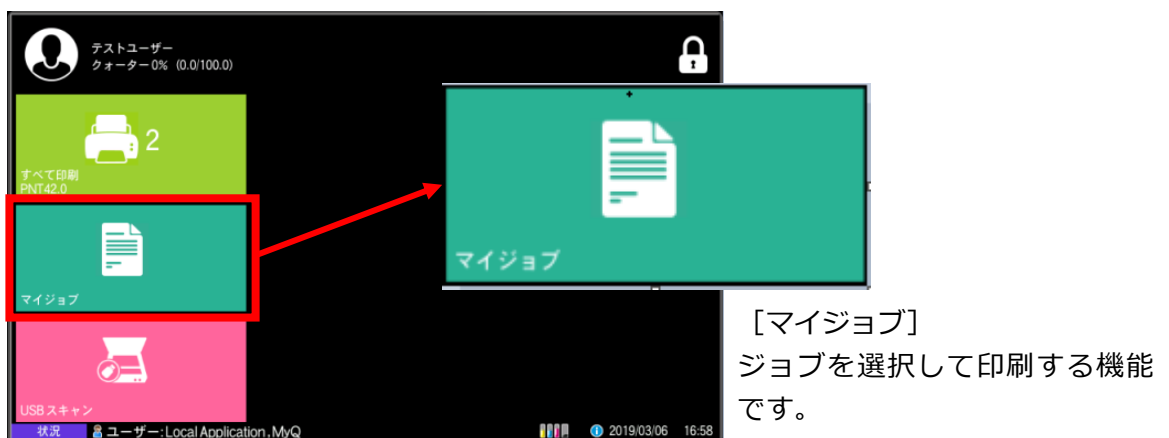 テストユーザー
クォーター 0% (0.0/100.0)
2
すべて印刷
PNT42.0
マイジョブ
USB スキャン
状況 ユーザー: Local Application , MyQ 2019/03/06 16:58
マイジョブ
［マイジョブ］
ジョブを選択して印刷する機能
です。